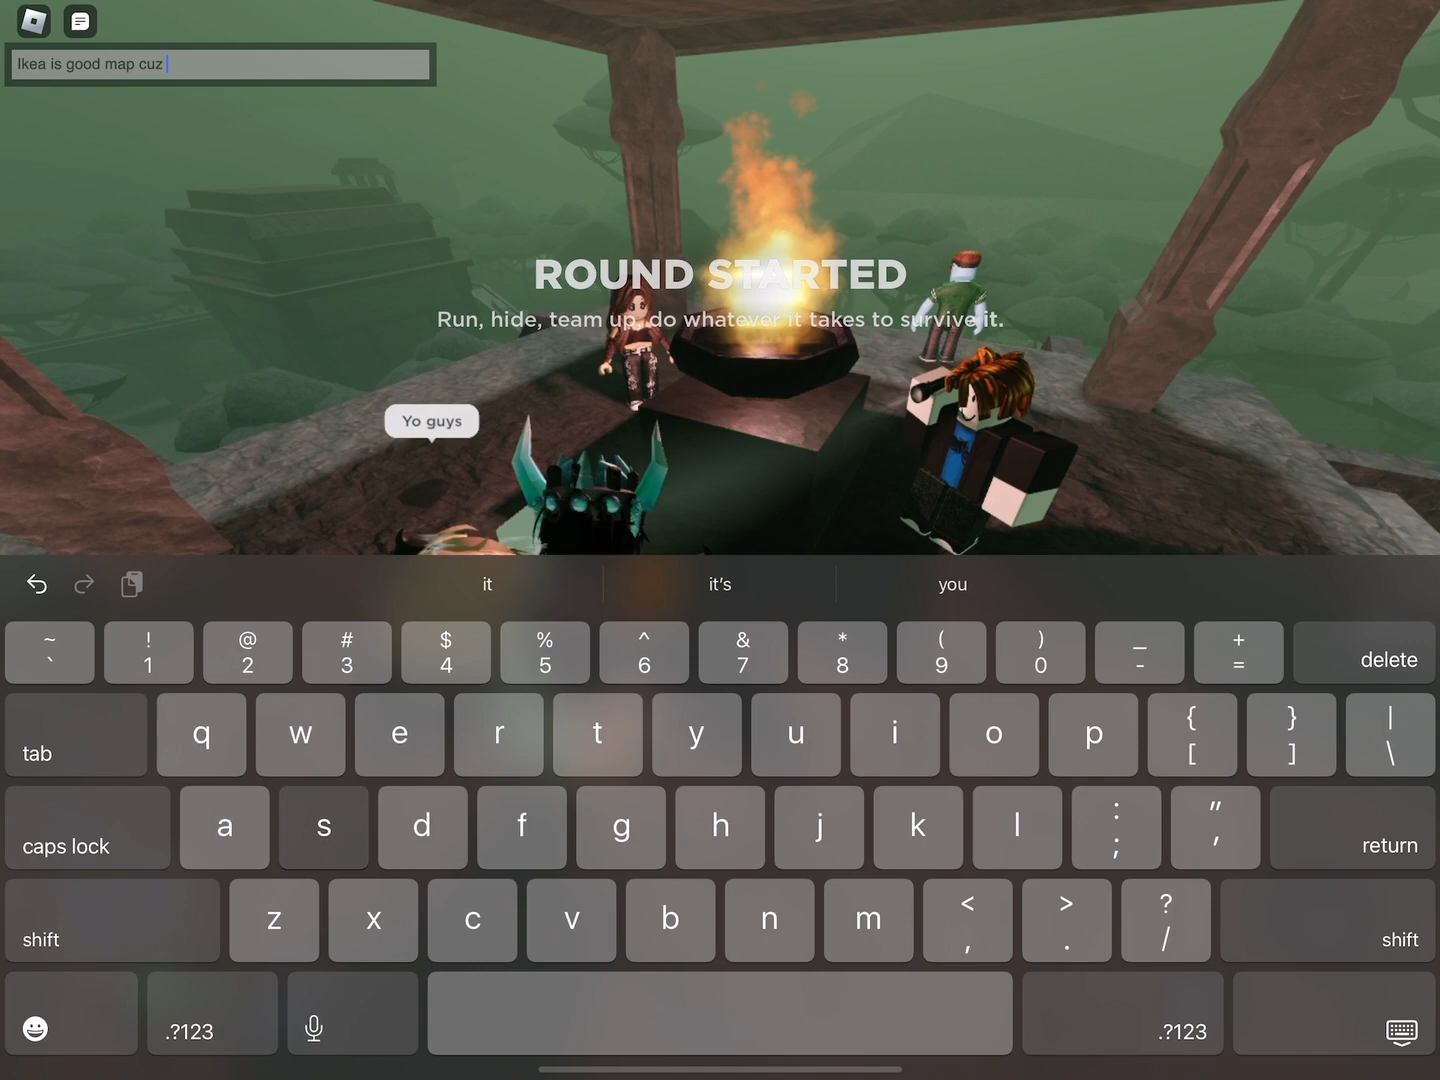 Ikea is good map cuz
ROUND STARTED
Run, hide, team up, do whatever it takes to survive it.
Yo guys
it it's you
~ ! @ # $ % ^ & * ( ) _ +
` 1 2 3 4 5 6 7 8 9 0 - = delete
tab q w e r t y u i o p { [ } ] | \
caps lock a s d f g h j k l : ; " ' return
shift z x c v b n m < , > . ? / shift
.?123 .?123